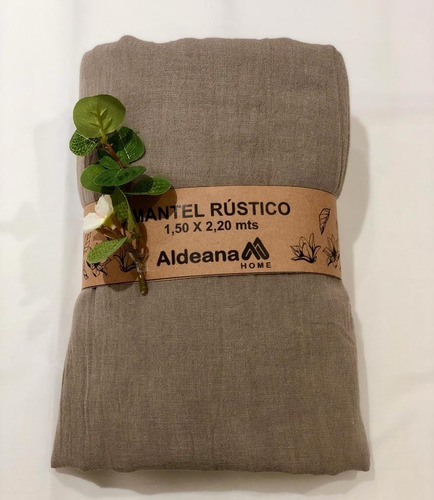 MANTEL RÚSTICO
1,50 X 2,20 mts
Aldeana
HOME